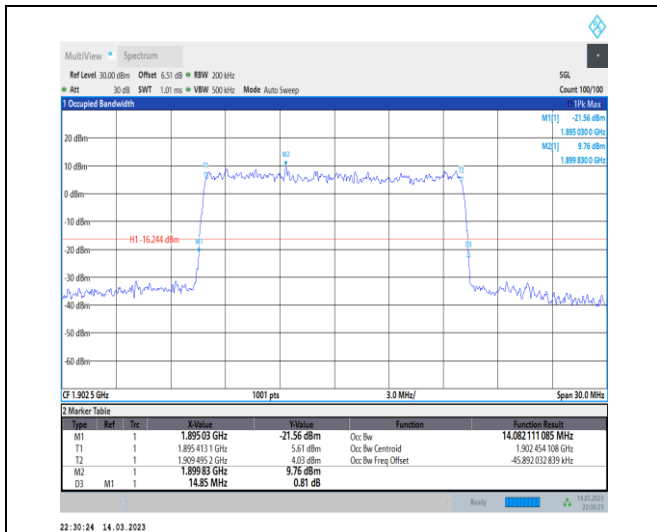 MultiView Spectrum
Ref Level 30.00 dBm Offset 6.51 dB RBW 200 kHz SGL
Att 30 dB SWT 1.01 ms VBW 500 kHz Mode Auto Sweep Count 100/100
1 Occupied Bandwidth 1Pk Max
M1[1] -21.56 dBm
1.895 030 0 GHz
M2[1] 9.76 dBm
1.899 830 0 GHz
20 dBm
M2
T1 T2
10 dBm
0 dBm
-10 dBm
H1 -16.244 dBm
M1 D3
-20 dBm
-30 dBm
-40 dBm
-50 dBm
-60 dBm
CF 1.902 5 GHz 1001 pts 3.0 MHz/ Span 30.0 MHz
2 Marker Table
Type Ref Trc X-Value Y-Value Function Function Result
M1 1 1.895 03 GHz -21.56 dBm Occ Bw 14.082 111 085 MHz
T1 1 1.895 413 1 GHz 5.61 dBm Occ Bw Centroid 1.902 454 108 GHz
T2 1 1.909 495 2 GHz 4.03 dBm Occ Bw Freq Offset -45.892 032 839 kHz
M2 1 1.899 83 GHz 9.76 dBm
D3 M1 1 14.85 MHz 0.81 dB
Ready 14.03.2023
22:30:23
22:30:24 14.03.2023